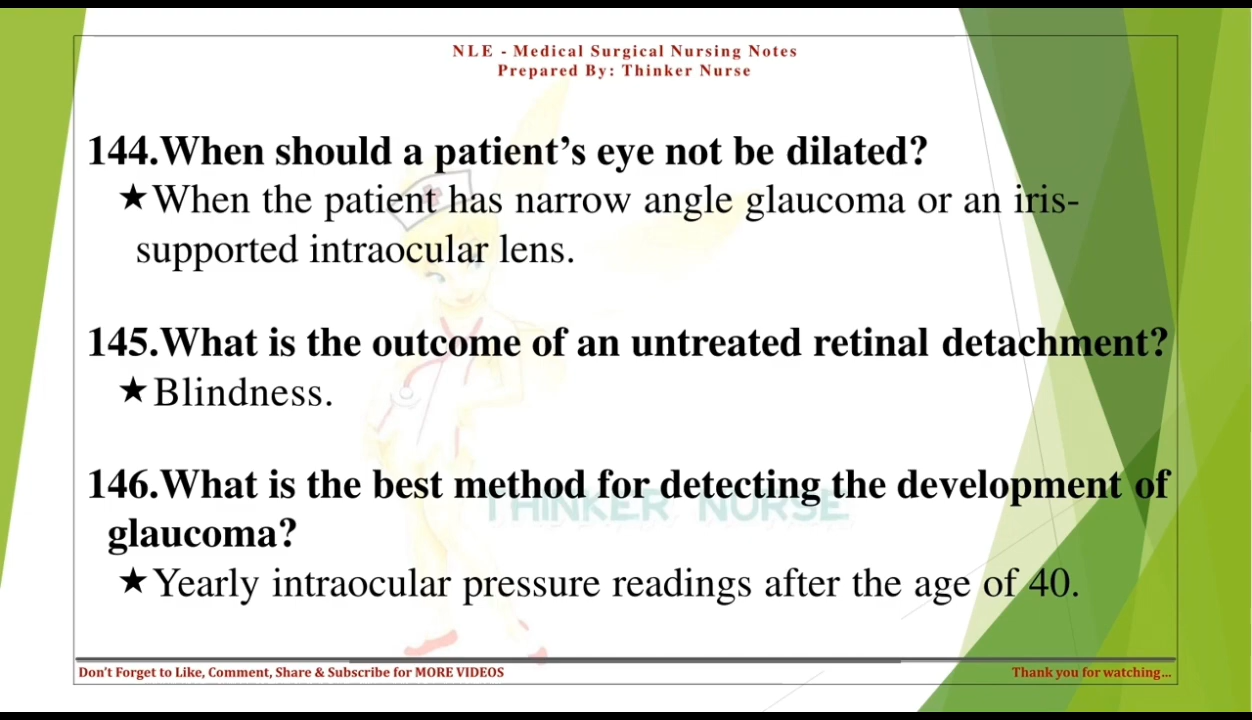 NLE - Medical Surgical Nursing Notes
Prepared By: Thinker Nurse
144.When should a patient’s eye not be dilated?
★When the patient has narrow angle glaucoma or an iris-
supported intraocular lens.
145.What is the outcome of an untreated retinal detachment?
★Blindness.
146.What is the best method for detecting the development of
THINKER NURSE
glaucoma?
★Yearly intraocular pressure readings after the age of 40.
Don’t Forget to Like, Comment, Share & Subscribe for MORE VIDEOS
Thank you for watching...